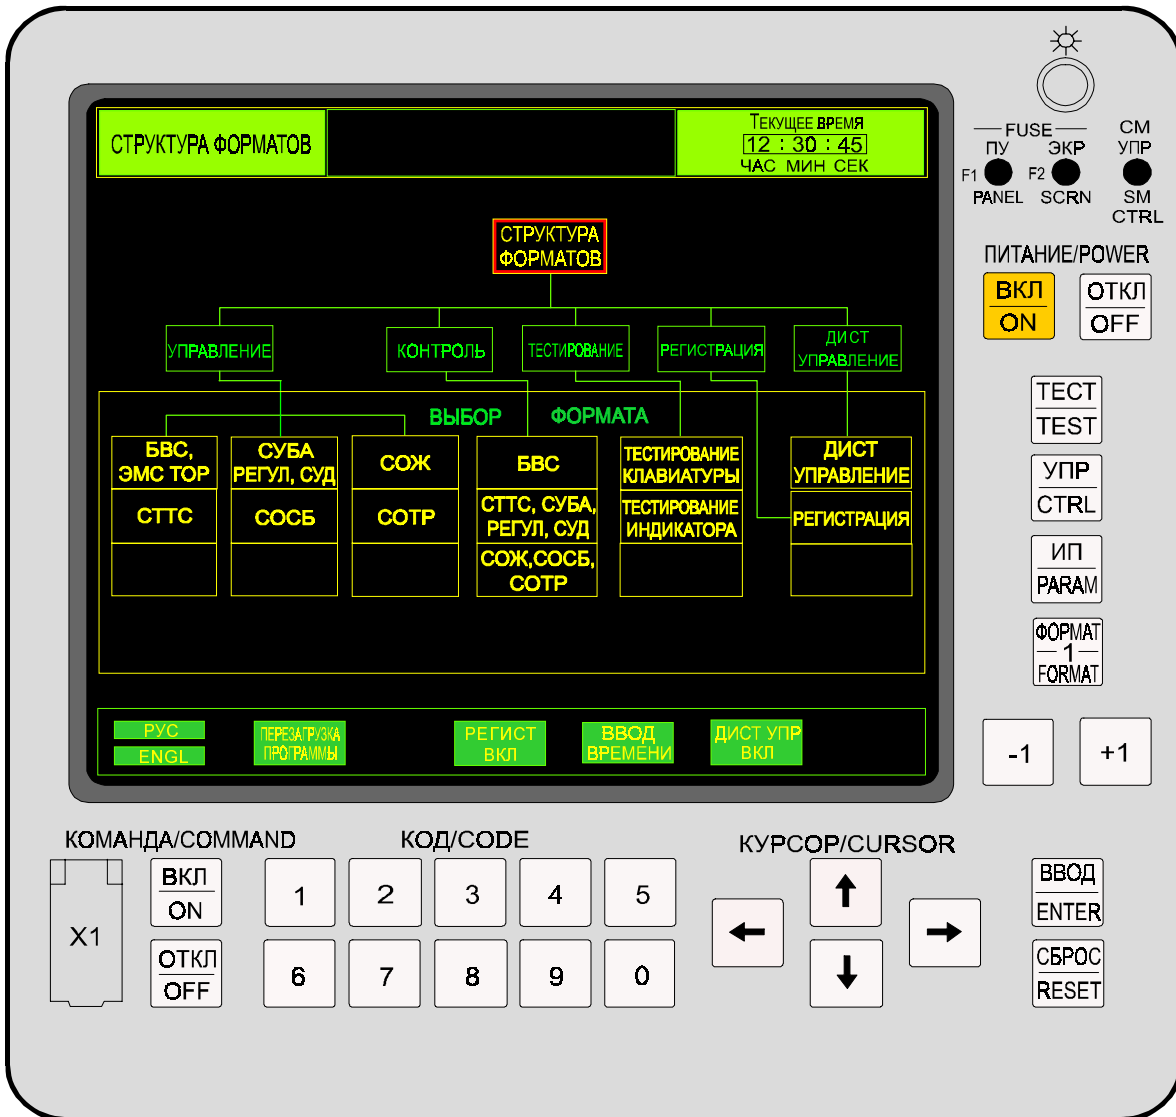 СТРУКТУРА ФОРМАТОВ
ТЕКУЩЕЕ ВРЕМЯ
12 : 30 : 45
ЧАС МИН СЕК
СТРУКТУРА
ФОРМАТОВ
УПРАВЛЕНИЕ
КОНТРОЛЬ
ТЕСТИРОВАНИЕ
РЕГИСТРАЦИЯ
ДИСТ
УПРАВЛЕНИЕ
ВЫБОР ФОРМАТА
БВС,
ЭМС ТОР
СУБА
РЕГУЛ, СУД
СОЖ
БВС
ТЕСТИРОВАНИЕ
КЛАВИАТУРЫ
ДИСТ
УПРАВЛЕНИЕ
СТТС
СОСБ
СОТР
СТТС, СУБА,
РЕГУЛ, СУД
ТЕСТИРОВАНИЕ
ИНДИКАТОРА
РЕГИСТРАЦИЯ
СОЖ,СОСБ,
СОТР
РУС
ENGL
ПЕРЕЗАГРУЗКА
ПРОГРАММЫ
РЕГИСТ
ВКЛ
ВВОД
ВРЕМЕНИ
ДИСТ УПР
ВКЛ
FUSE
ПУ
ЭКР
СМ
УПР
F1
F2
PANEL
SCRN
SM
CTRL
ПИТАНИЕ/POWER
ВКЛ
ON
ОТКЛ
OFF
ТЕСТ
TEST
УПР
CTRL
ИП
PARAM
ФОРМАТ
1
FORMAT
-1
+1
КОМАНДА/COMMAND
КОД/CODE
КУРСОР/CURSOR
X1
ВКЛ
ON
ОТКЛ
OFF
1 2 3 4 5
6 7 8 9 0
ВВОД
ENTER
СБРОС
RESET